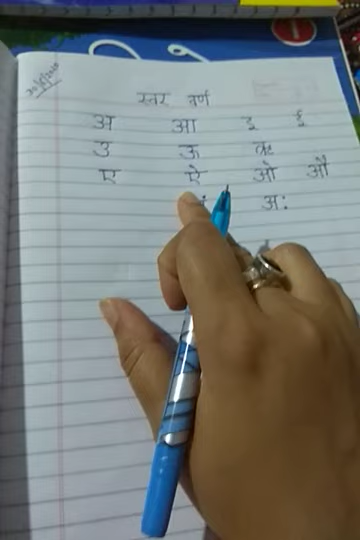 स्वर वर्ण
अ आ इ ई
उ ऊ ऋ
ए ऐ ओ औ
अः